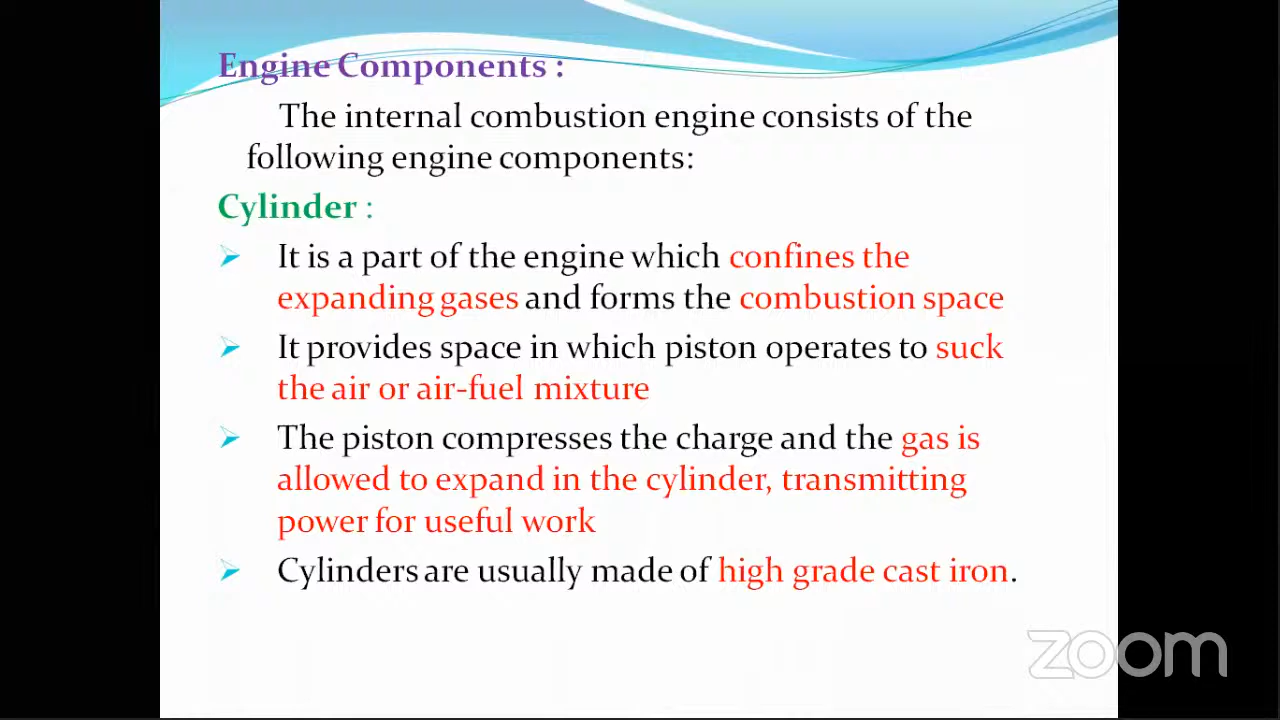 Engine Components :
The internal combustion engine consists of the
following engine components:
Cylinder :
It is a part of the engine which confines the
expanding gases and forms the combustion space
It provides space in which piston operates to suck
the air or air-fuel mixture
The piston compresses the charge and the gas is
allowed to expand in the cylinder, transmitting
power for useful work
Cylinders are usually made of high grade cast iron.
zoom